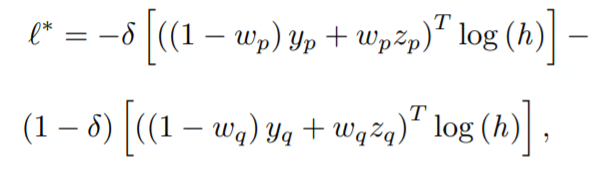 ℓ* = −δ [((1 − w_p) y_p + w_p z_p)^T log (h)] −
(1 − δ) [((1 − w_q) y_q + w_q z_q)^T log (h)] ,